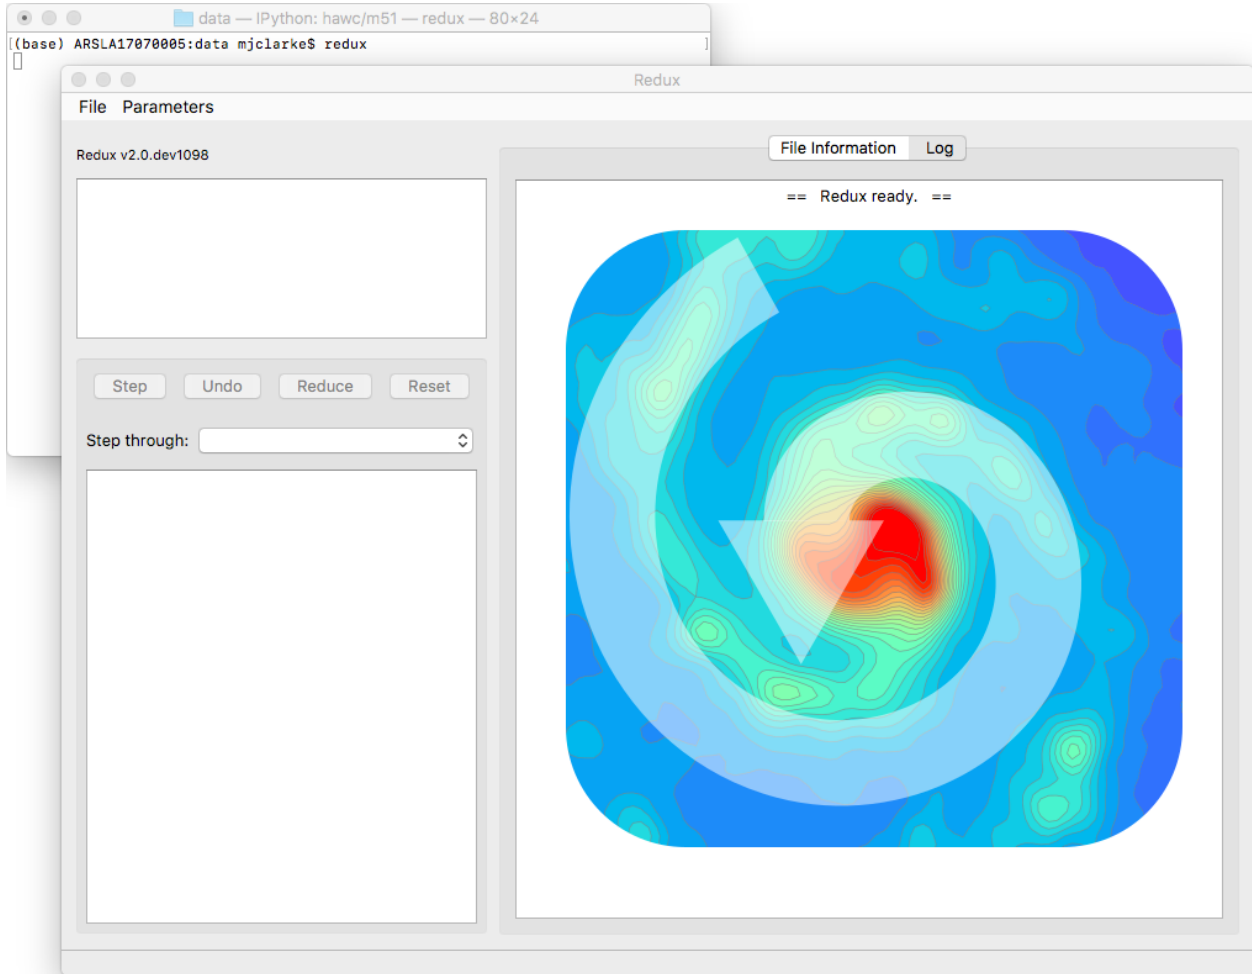 data — IPython: hawc/m51 — redux — 80×24
[(base) ARSLA17070005:data mjclarke$ redux ]
Redux
File Parameters
Redux v2.0.dev1098
File Information Log
== Redux ready. ==
Step Undo Reduce Reset
Step through: